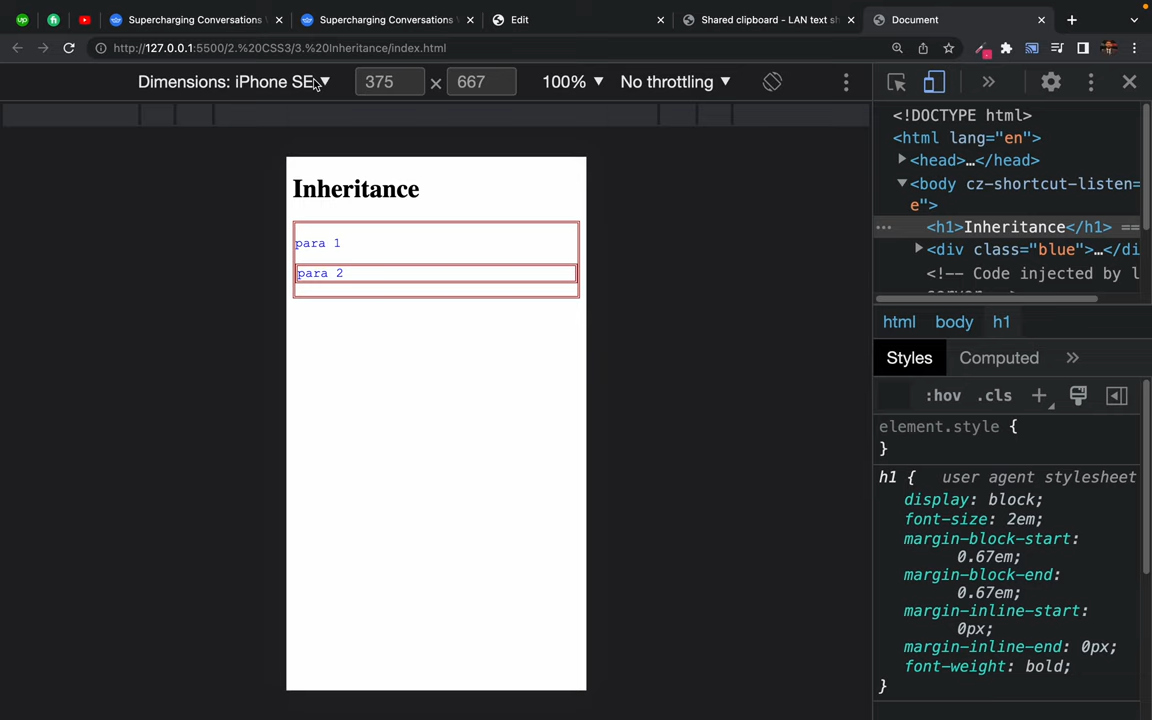 Supercharging Conversations
Supercharging Conversations
Edit
Shared clipboard - LAN text sh
Document
http://127.0.0.1:5500/2.%20CSS3/3.%20Inheritance/index.html
Dimensions: iPhone SE
375 × 667
100%
No throttling
Inheritance
para 1
para 2
<!DOCTYPE html>
<html lang="en">
<head>…</head>
<body cz-shortcut-listen=
e">
<h1>Inheritance</h1> ==
<div class="blue">…</di
<!-- Code injected by l
html body h1
Styles Computed
:hov .cls
element.style {
}
h1 { user agent stylesheet
display: block;
font-size: 2em;
margin-block-start:
0.67em;
margin-block-end:
0.67em;
margin-inline-start:
0px;
margin-inline-end: 0px;
font-weight: bold;
}